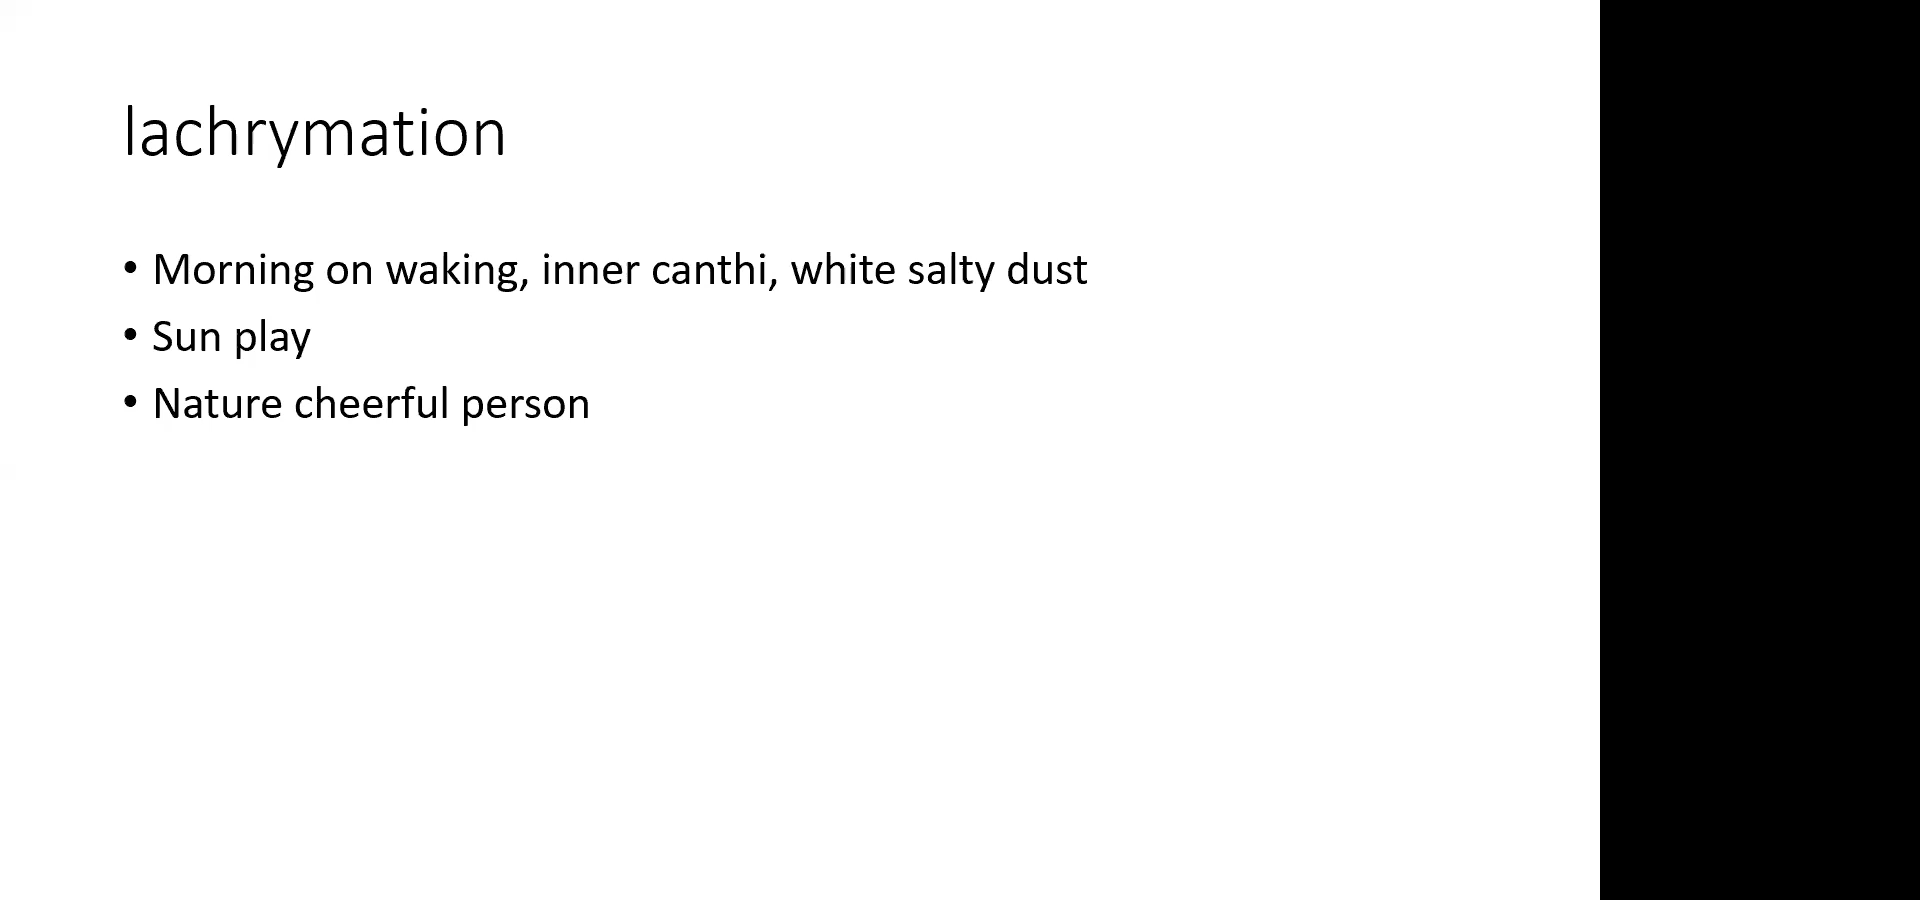 lachrymation
• Morning on waking, inner canthi, white salty dust
• Sun play
• Nature cheerful person